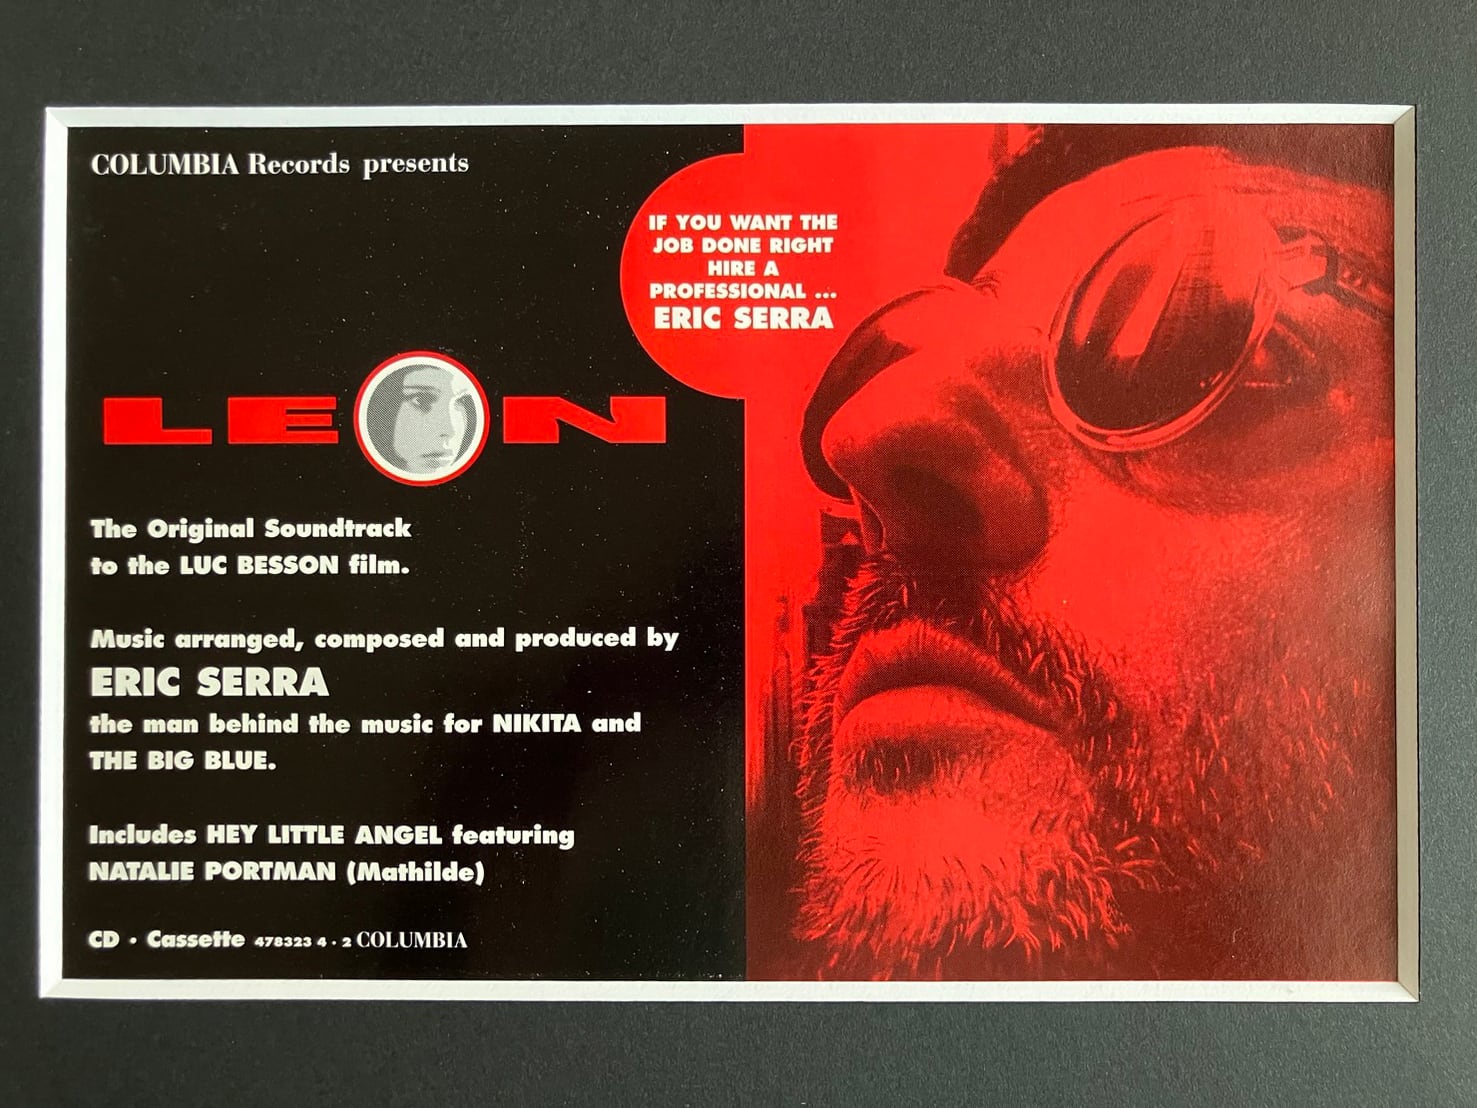 COLUMBIA Records presents
IF YOU WANT THE
JOB DONE RIGHT
HIRE A
PROFESSIONAL ...
ERIC SERRA
LEON
The Original Soundtrack
to the LUC BESSON film.
Music arranged, composed and produced by
ERIC SERRA
the man behind the music for NIKITA and
THE BIG BLUE.
Includes HEY LITTLE ANGEL featuring
NATALIE PORTMAN (Mathilde)
CD • Cassette 478323 4 · 2 COLUMBIA